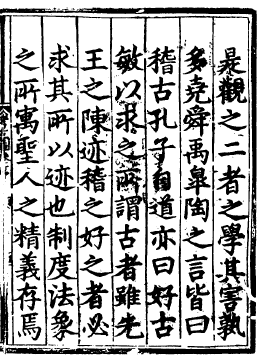 是觀之二者之學其害孰
多堯舜禹皋陶之言皆曰
稽古孔子自道亦曰好古
敏以求之所謂古者雖先
王之陳迹稽之好之者必
求其所以迹也制度法象
之所寓聖人之精義存焉